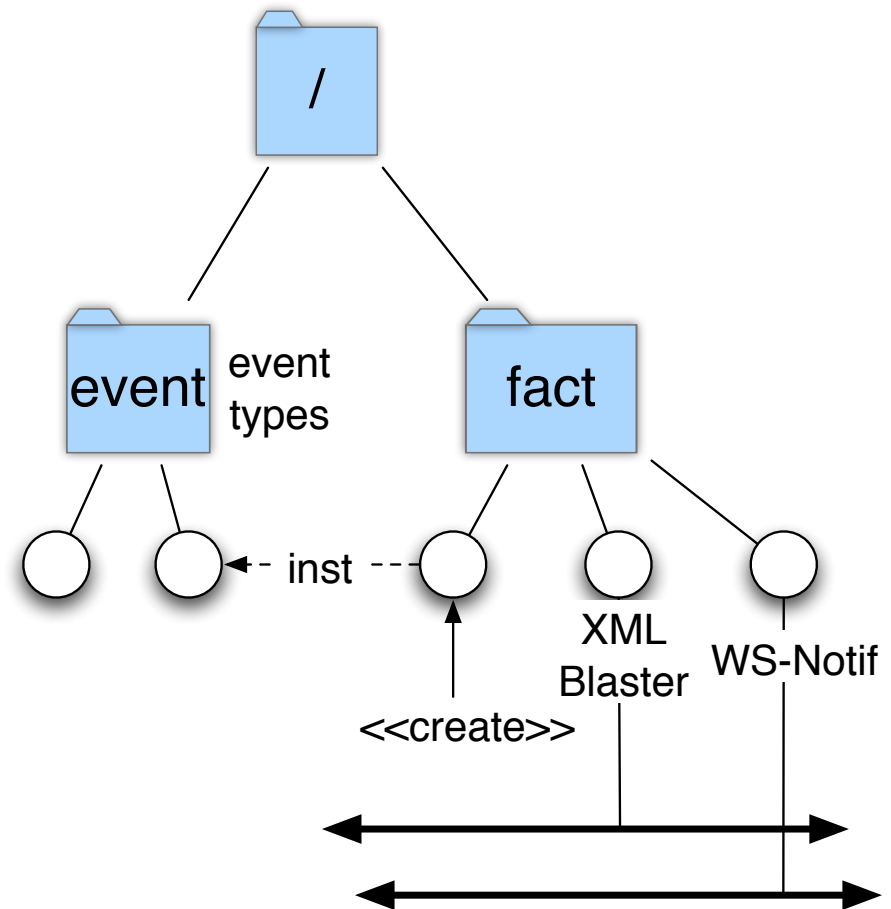 /
event
event
types
fact
inst
XML
Blaster
WS-Notif
<<create>>